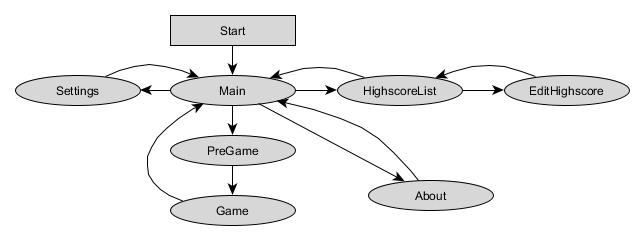 Start
Settings
Main
HighscoreList
EditHighscore
PreGame
About
Game